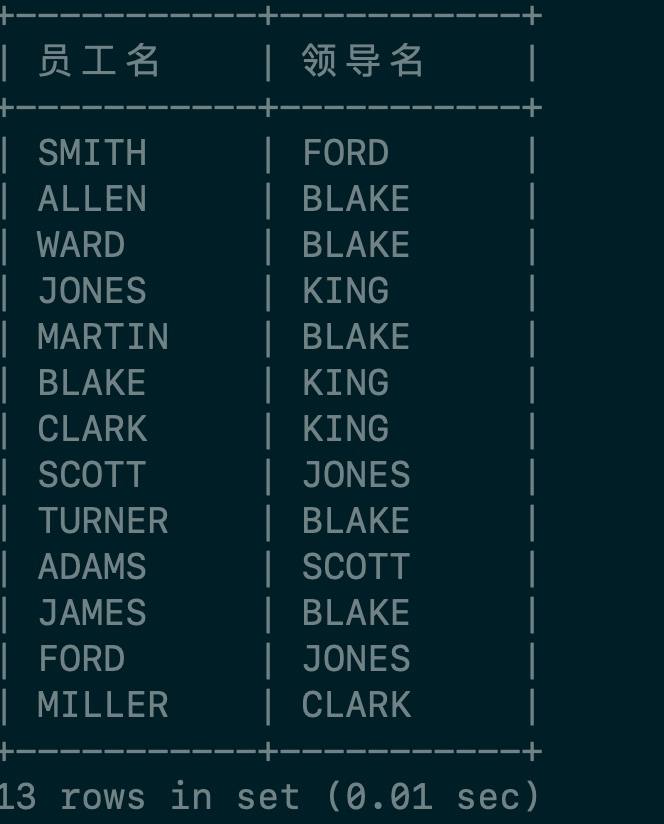 +-----------+-----------+
| 员工名 | 领导名 |
+-----------+-----------+
| SMITH | FORD |
| ALLEN | BLAKE |
| WARD | BLAKE |
| JONES | KING |
| MARTIN | BLAKE |
| BLAKE | KING |
| CLARK | KING |
| SCOTT | JONES |
| TURNER | BLAKE |
| ADAMS | SCOTT |
| JAMES | BLAKE |
| FORD | JONES |
| MILLER | CLARK |
+-----------+-----------+
13 rows in set (0.01 sec)